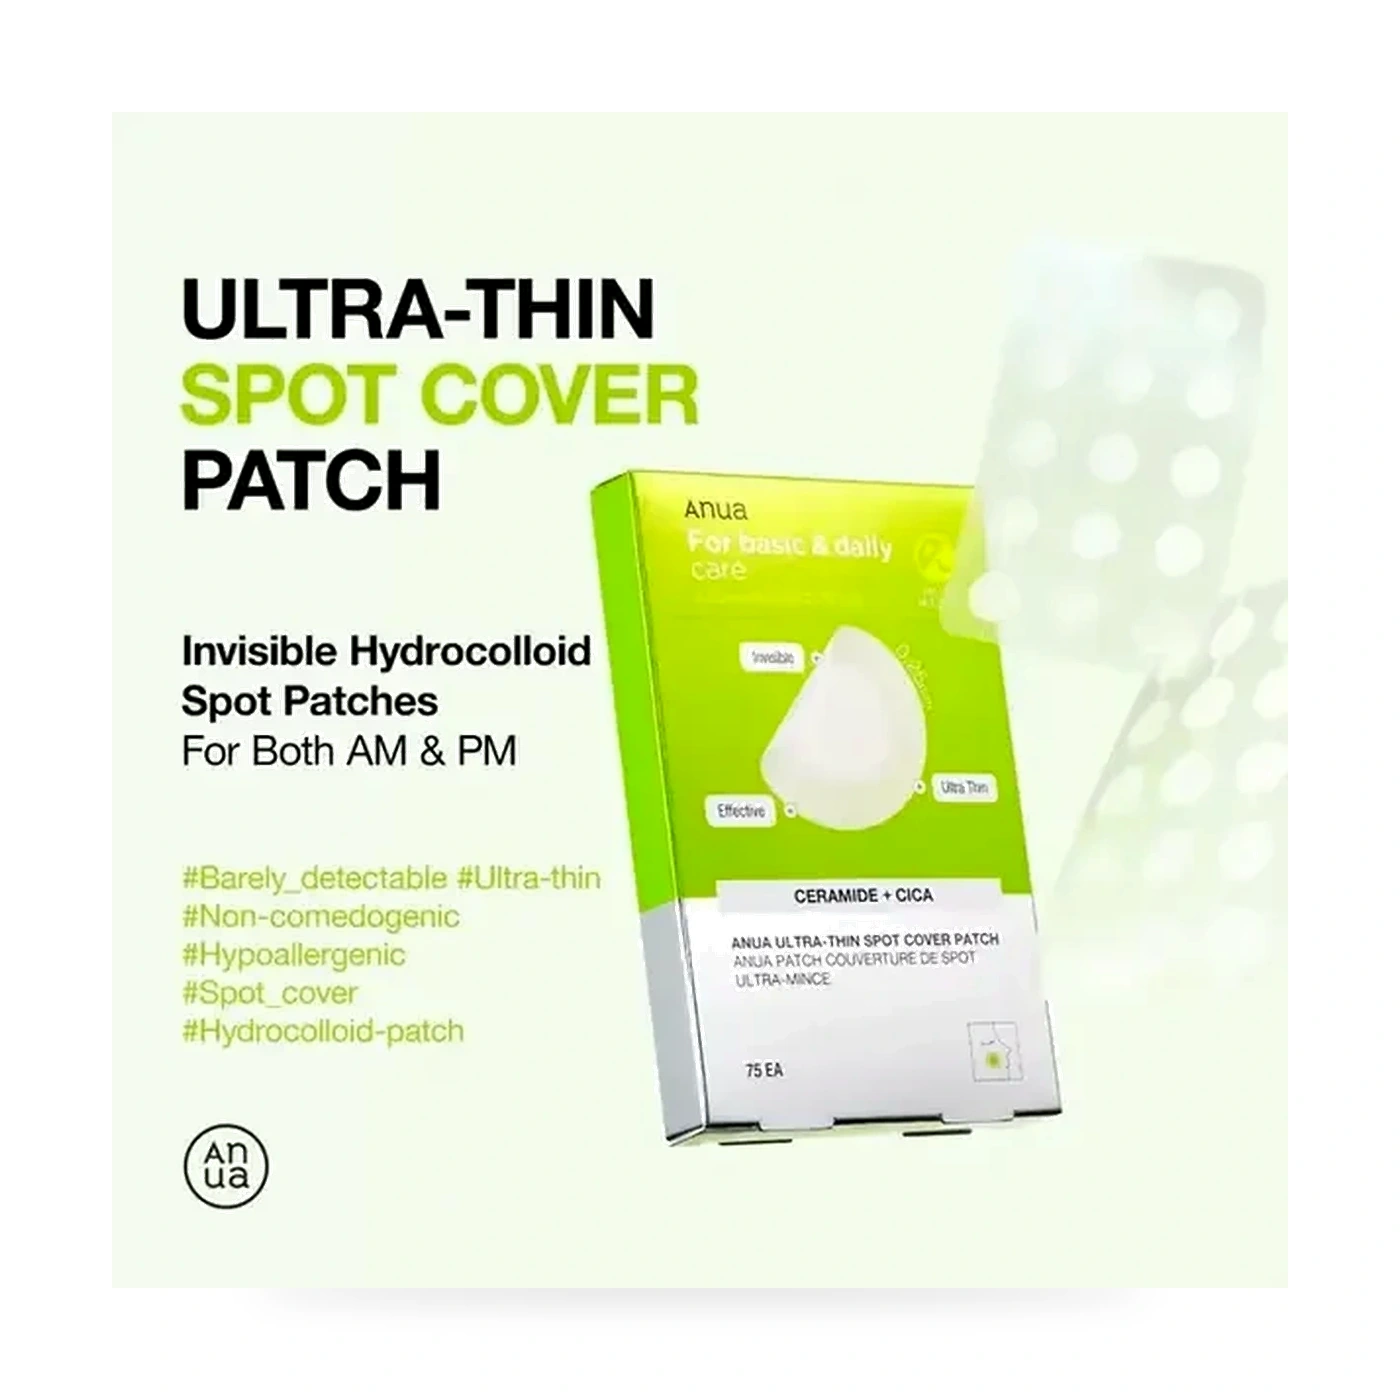 ULTRA-THIN
SPOT COVER
PATCH
Invisible Hydrocolloid
Spot Patches
For Both AM & PM
#Barely_detectable #Ultra-thin
#Non-comedogenic
#Hypoallergenic
#Spot_cover
#Hydrocolloid-patch
An
ua
Anua
For basic & daily
care
Invisible
Effective
Ultra Thin
CERAMIDE + CICA
ANUA ULTRA-THIN SPOT COVER PATCH
ANUA PATCH COUVERTURE DE SPOT
ULTRA-MINCE
75 EA